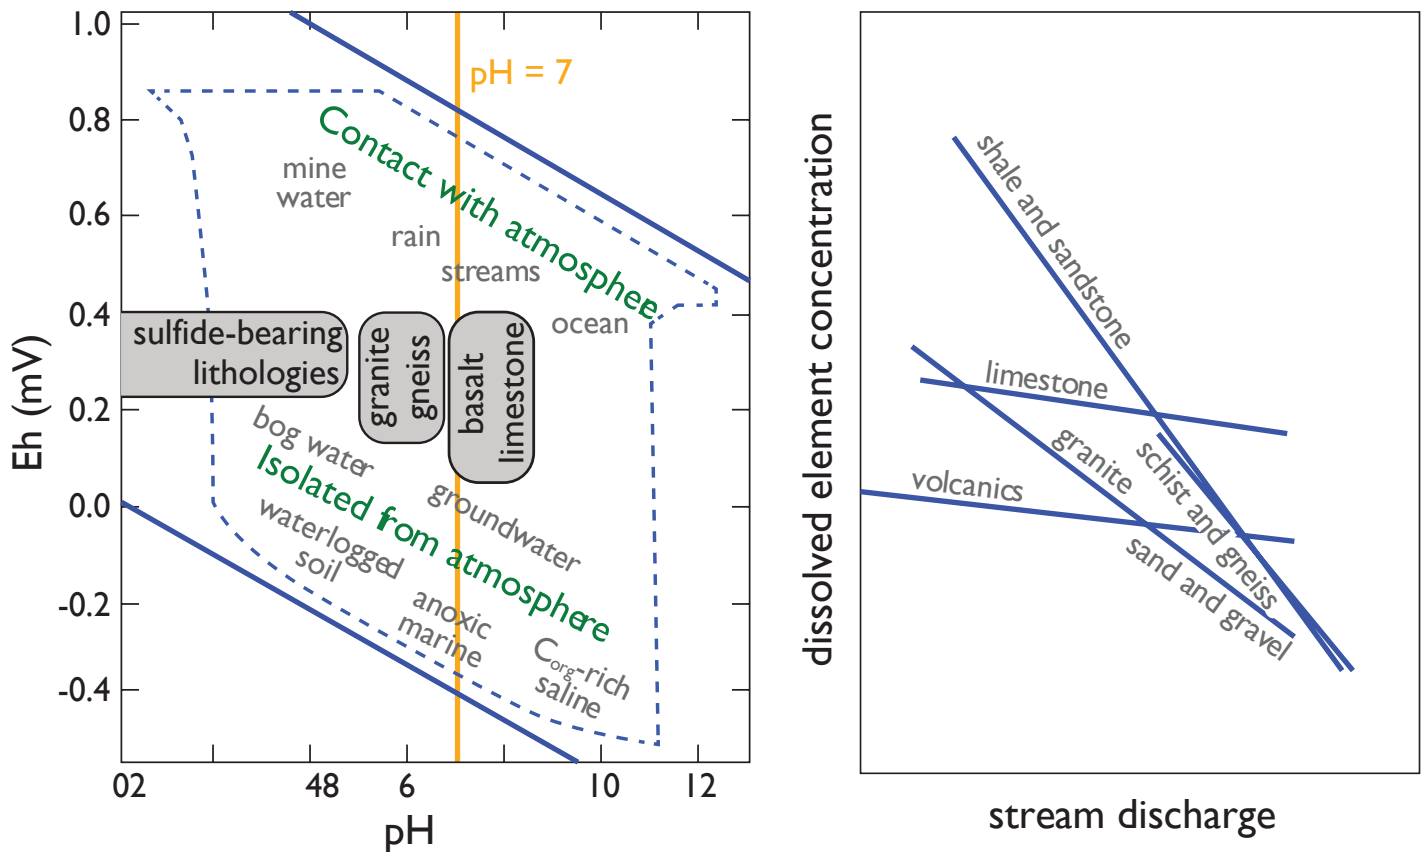 1.0
0.8
0.6
0.4
0.2
0.0
-0.2
-0.4
Eh (mV)
pH = 7
Contact with atmosphere
mine
water
rain
streams
ocean
sulfide-bearing
lithologies
granite
gneiss
basalt
limestone
bog water
Isolated from atmosphere
groundwater
waterlogged
soil
anoxic
marine
Corg-rich
saline
02 48 6 10 12
pH
dissolved element concentration
shale and sandstone
limestone
granite
schist and gneiss
volcanics
sand and gravel
stream discharge